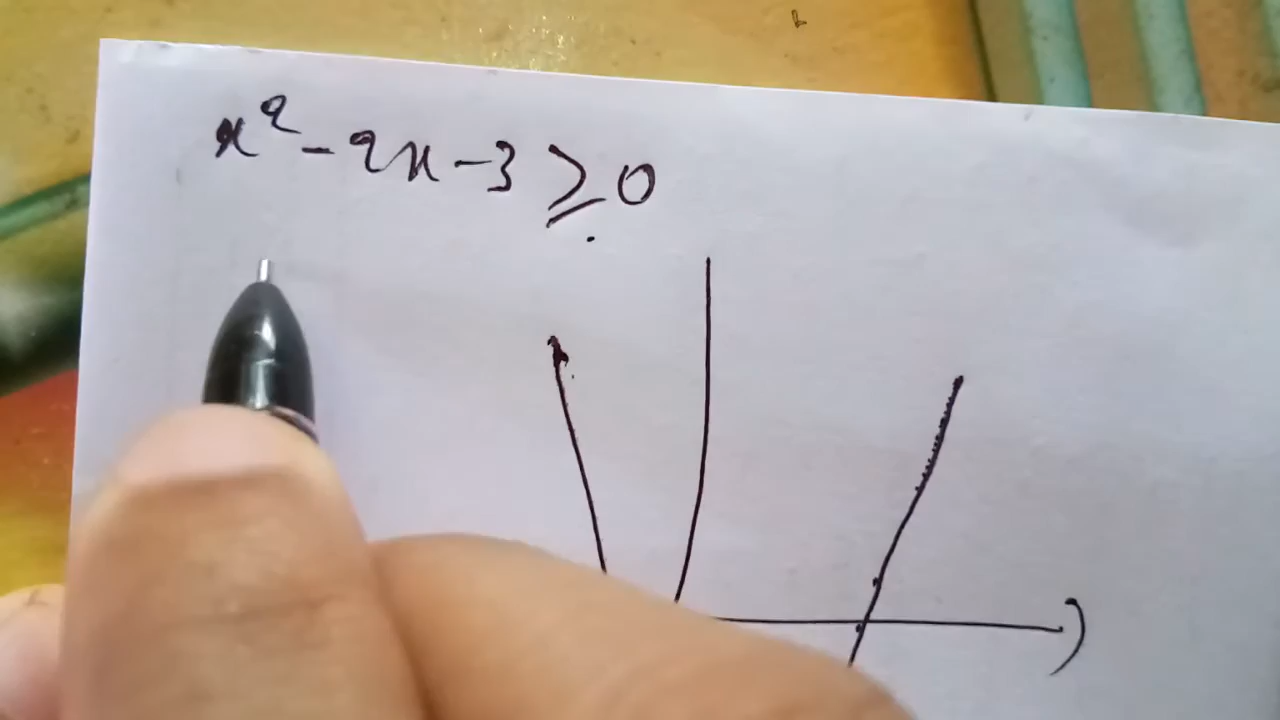 x² - 2x - 3 ≥ 0